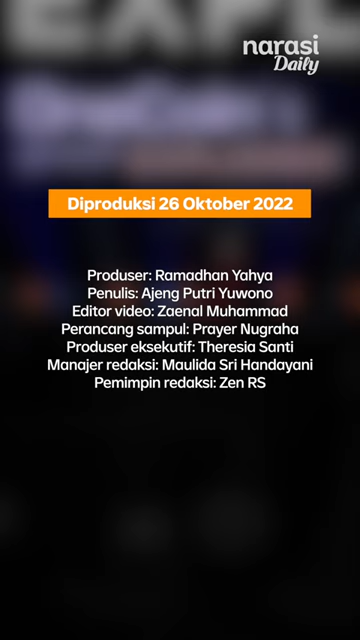 narasi
Daily
Diproduksi 26 Oktober 2022
Produser: Ramadhan Yahya
Penulis: Ajeng Putri Yuwono
Editor video: Zaenal Muhammad
Perancang sampul: Prayer Nugraha
Produser eksekutif: Theresia Santi
Manajer redaksi: Maulida Sri Handayani
Pemimpin redaksi: Zen RS